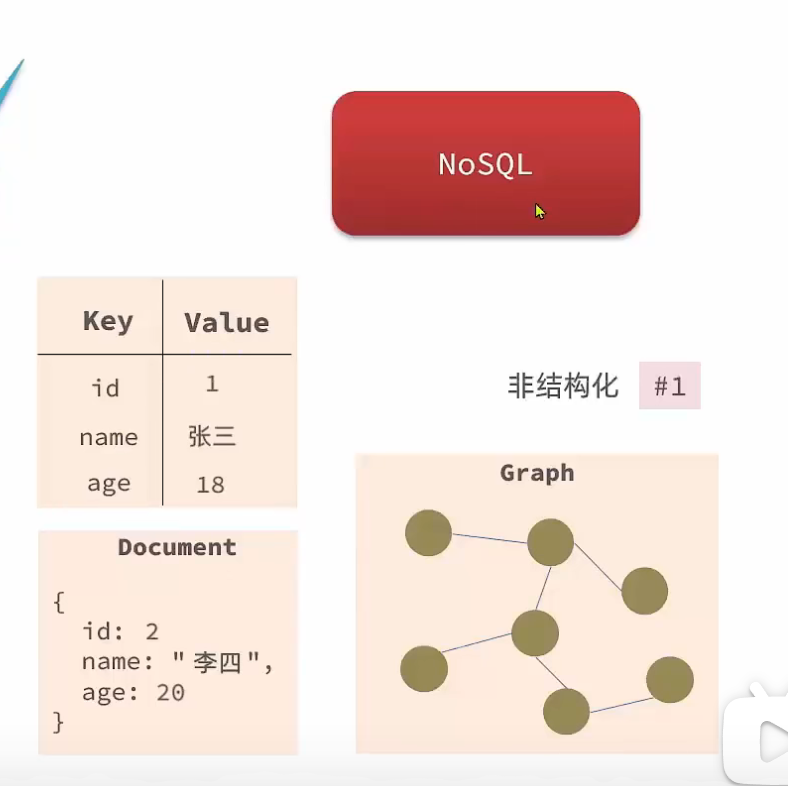 NoSQL
Key Value
id 1
name 张三
age 18
非结构化 #1
Document
{
id: 2
name: "李四",
age: 20
}
Graph